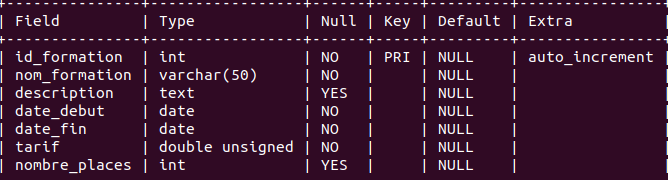 +---------------+-----------------+------+-----+---------+----------------+
| Field         | Type            | Null | Key | Default | Extra          |
+---------------+-----------------+------+-----+---------+----------------+
| id_formation  | int             | NO   | PRI | NULL    | auto_increment |
| nom_formation | varchar(50)     | NO   |     | NULL    |                |
| description   | text            | YES  |     | NULL    |                |
| date_debut    | date            | NO   |     | NULL    |                |
| date_fin      | date            | NO   |     | NULL    |                |
| tarif         | double unsigned | NO   |     | NULL    |                |
| nombre_places | int             | YES  |     | NULL    |                |